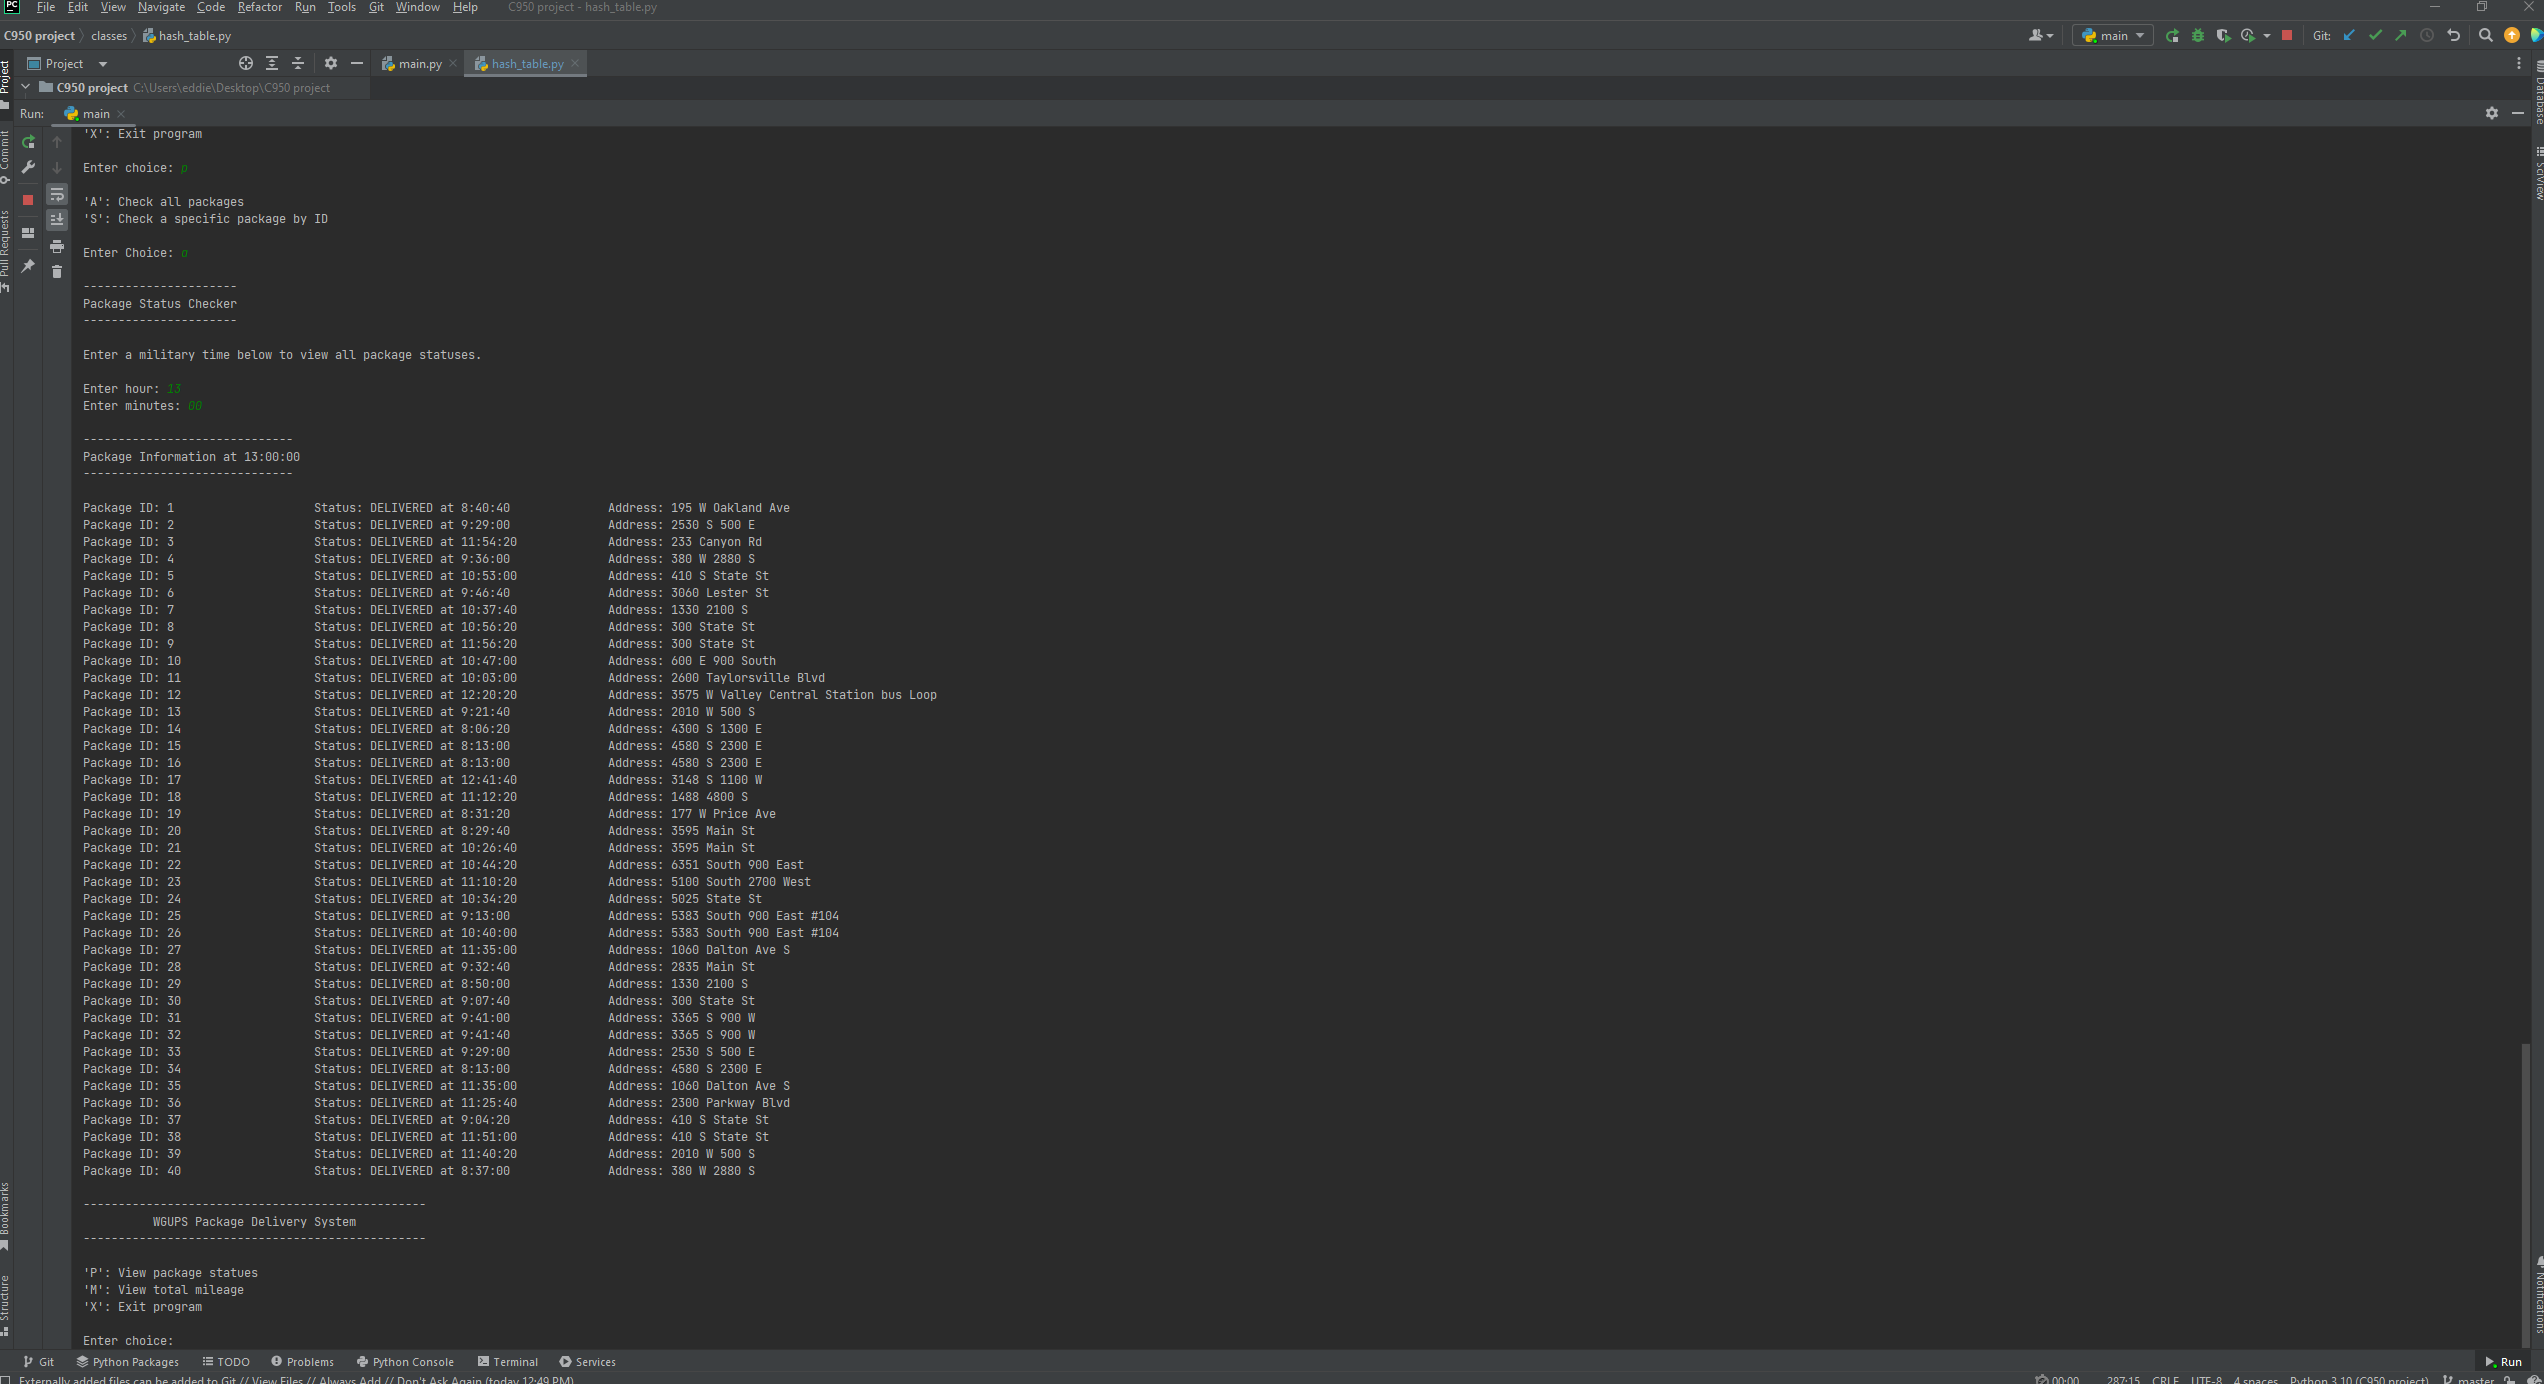 PC File Edit View Navigate Code Refactor Run Tools Git Window Help C950 project - hash_table.py
C950 project classes hash_table.py main Git:
Project main.py hash_table.py
C950 project C:\Users\eddie\Desktop\C950 project
Run: main
'X': Exit program
Enter choice: p
'A': Check all packages
'S': Check a specific package by ID
Enter Choice: a
----------------------
Package Status Checker
----------------------
Enter a military time below to view all package statuses.
Enter hour: 13
Enter minutes: 00
------------------------------
Package Information at 13:00:00
------------------------------
Package ID: 1 Status: DELIVERED at 8:40:40 Address: 195 W Oakland Ave
Package ID: 2 Status: DELIVERED at 9:29:00 Address: 2530 S 500 E
Package ID: 3 Status: DELIVERED at 11:54:20 Address: 233 Canyon Rd
Package ID: 4 Status: DELIVERED at 9:36:00 Address: 380 W 2880 S
Package ID: 5 Status: DELIVERED at 10:53:00 Address: 410 S State St
Package ID: 6 Status: DELIVERED at 9:46:40 Address: 3060 Lester St
Package ID: 7 Status: DELIVERED at 10:37:40 Address: 1330 2100 S
Package ID: 8 Status: DELIVERED at 10:56:20 Address: 300 State St
Package ID: 9 Status: DELIVERED at 11:56:20 Address: 300 State St
Package ID: 10 Status: DELIVERED at 10:47:00 Address: 600 E 900 South
Package ID: 11 Status: DELIVERED at 10:03:00 Address: 2600 Taylorsville Blvd
Package ID: 12 Status: DELIVERED at 12:20:20 Address: 3575 W Valley Central Station bus Loop
Package ID: 13 Status: DELIVERED at 9:21:40 Address: 2010 W 500 S
Package ID: 14 Status: DELIVERED at 8:06:20 Address: 4300 S 1300 E
Package ID: 15 Status: DELIVERED at 8:13:00 Address: 4580 S 2300 E
Package ID: 16 Status: DELIVERED at 8:13:00 Address: 4580 S 2300 E
Package ID: 17 Status: DELIVERED at 12:41:40 Address: 3148 S 1100 W
Package ID: 18 Status: DELIVERED at 11:12:20 Address: 1488 4800 S
Package ID: 19 Status: DELIVERED at 8:31:20 Address: 177 W Price Ave
Package ID: 20 Status: DELIVERED at 8:29:40 Address: 3595 Main St
Package ID: 21 Status: DELIVERED at 10:26:40 Address: 3595 Main St
Package ID: 22 Status: DELIVERED at 10:44:20 Address: 6351 South 900 East
Package ID: 23 Status: DELIVERED at 11:10:20 Address: 5100 South 2700 West
Package ID: 24 Status: DELIVERED at 10:34:20 Address: 5025 State St
Package ID: 25 Status: DELIVERED at 9:13:00 Address: 5383 South 900 East #104
Package ID: 26 Status: DELIVERED at 10:40:00 Address: 5383 South 900 East #104
Package ID: 27 Status: DELIVERED at 11:35:00 Address: 1060 Dalton Ave S
Package ID: 28 Status: DELIVERED at 9:32:40 Address: 2835 Main St
Package ID: 29 Status: DELIVERED at 8:50:00 Address: 1330 2100 S
Package ID: 30 Status: DELIVERED at 9:07:40 Address: 300 State St
Package ID: 31 Status: DELIVERED at 9:41:00 Address: 3365 S 900 W
Package ID: 32 Status: DELIVERED at 9:41:40 Address: 3365 S 900 W
Package ID: 33 Status: DELIVERED at 9:29:00 Address: 2530 S 500 E
Package ID: 34 Status: DELIVERED at 8:13:00 Address: 4580 S 2300 E
Package ID: 35 Status: DELIVERED at 11:35:00 Address: 1060 Dalton Ave S
Package ID: 36 Status: DELIVERED at 11:25:40 Address: 2300 Parkway Blvd
Package ID: 37 Status: DELIVERED at 9:04:20 Address: 410 S State St
Package ID: 38 Status: DELIVERED at 11:51:00 Address: 410 S State St
Package ID: 39 Status: DELIVERED at 11:40:20 Address: 2010 W 500 S
Package ID: 40 Status: DELIVERED at 8:37:00 Address: 380 W 2880 S
-------------------------------------------------
WGUPS Package Delivery System
-------------------------------------------------
'P': View package statues
'M': View total mileage
'X': Exit program
Enter choice:
Project
Commit
Pull Requests
Bookmarks
Structure
Database
SciView
Notifications
Git Python Packages TODO Problems Python Console Terminal Services Run
Externally added files can be added to Git // View Files // Always Add // Don't Ask Again (today 12:49 PM) 00:00 287:15 CRLF UTF-8 4 spaces Python 3.10 (C950 project) master